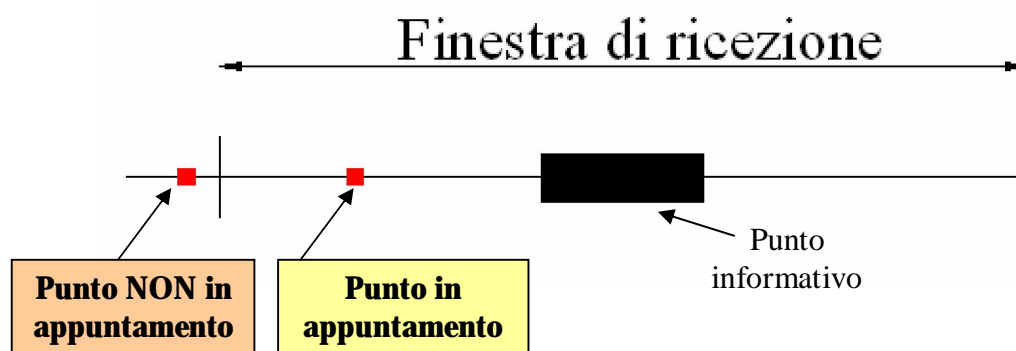 Finestra di ricezione
Punto
informativo
Punto NON in
appuntamento
Punto in
appuntamento